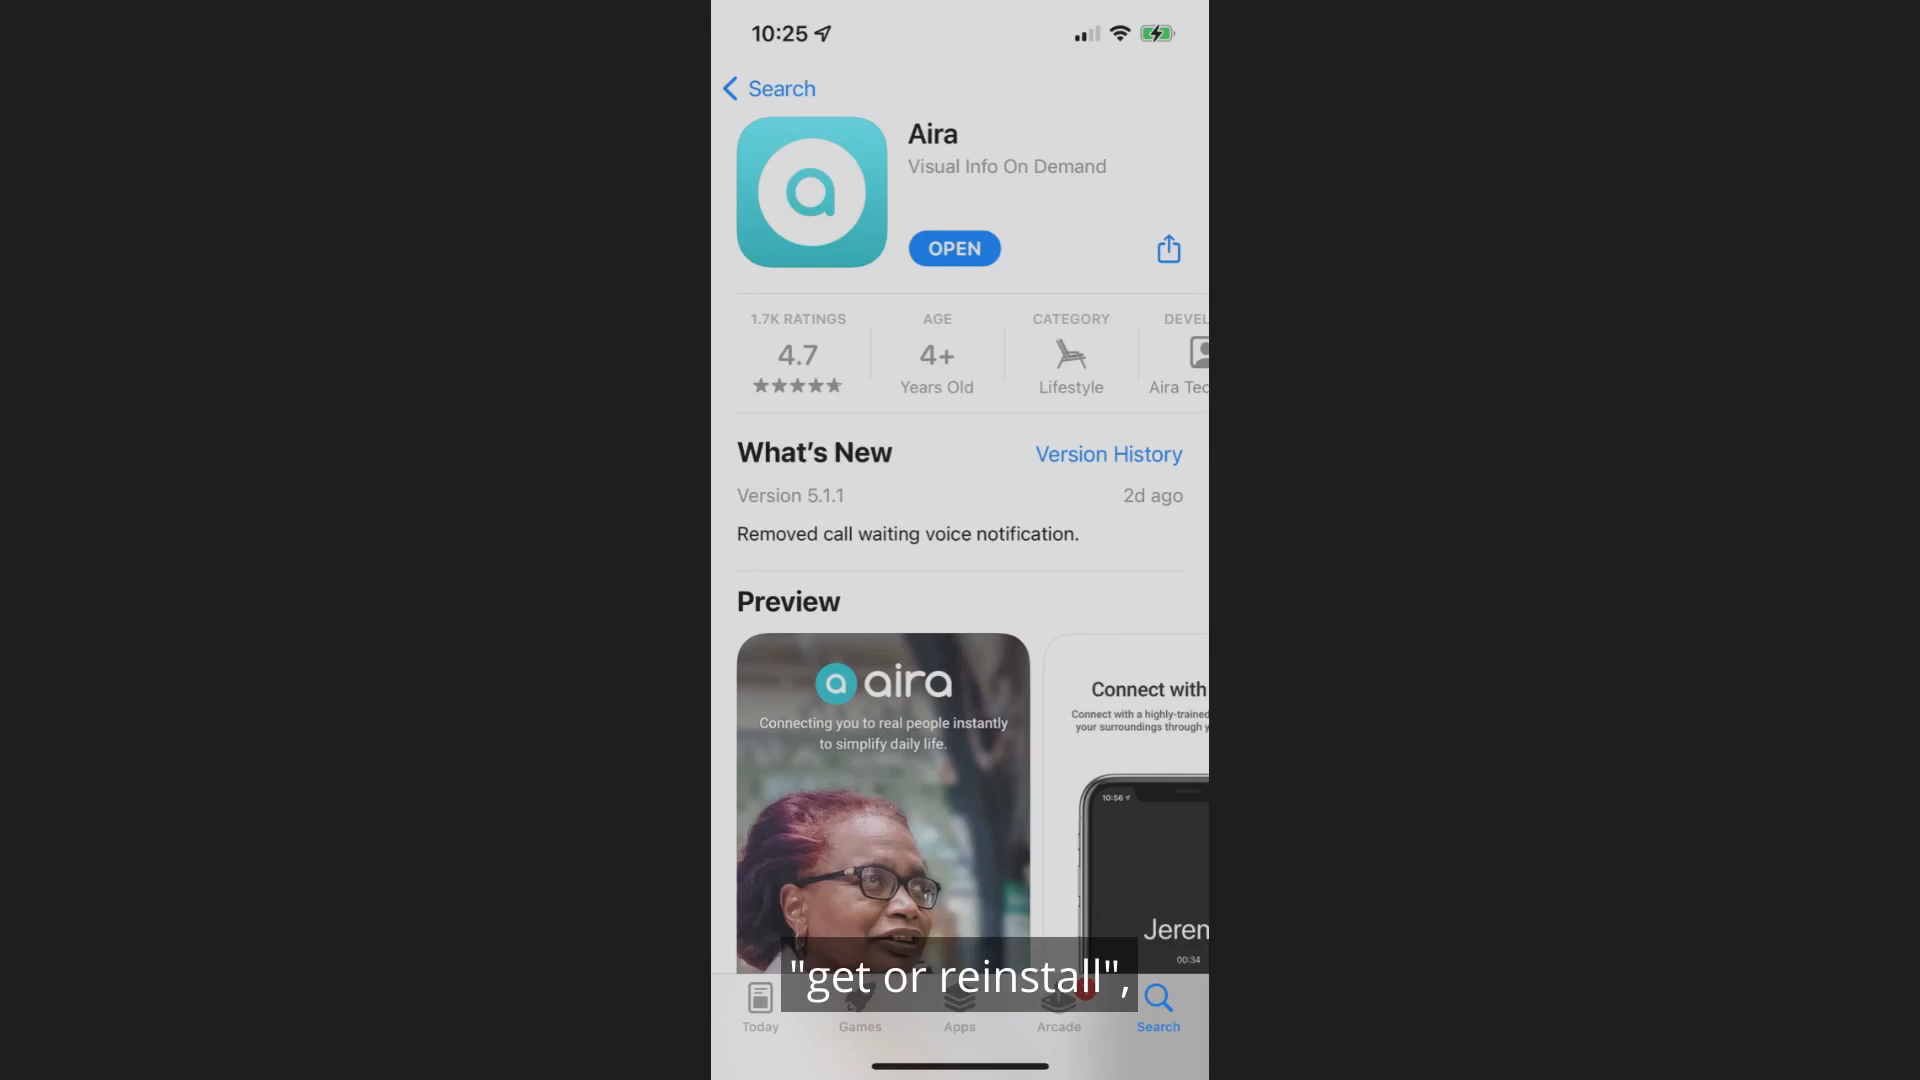 10:25
Search
Aira
Visual Info On Demand
OPEN
1.7K RATINGS
4.7
AGE
4+
Years Old
CATEGORY
Lifestyle
DEVEL
Aira Tec
What's New
Version History
Version 5.1.1
2d ago
Removed call waiting voice notification.
Preview
a aira
Connecting you to real people instantly
to simplify daily life.
Connect with
Connect with a highly-trained
your surroundings through y
10:56
Jerem
00:34
"get or reinstall",
Today
Games
Apps
Arcade
Search